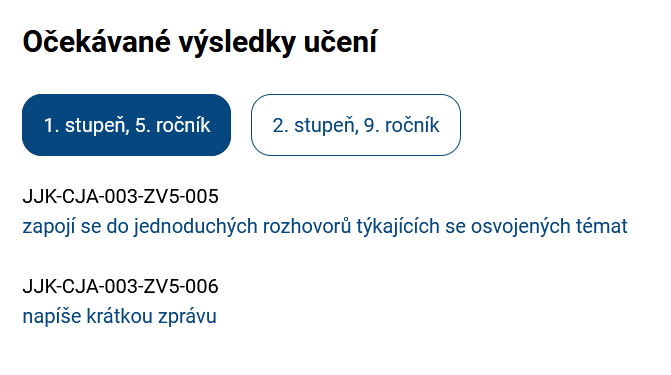 Očekávané výsledky učení
1. stupeň, 5. ročník
2. stupeň, 9. ročník
JJK-CJA-003-ZV5-005
zapojí se do jednoduchých rozhovorů týkajících se osvojených témat
JJK-CJA-003-ZV5-006
napíše krátkou zprávu